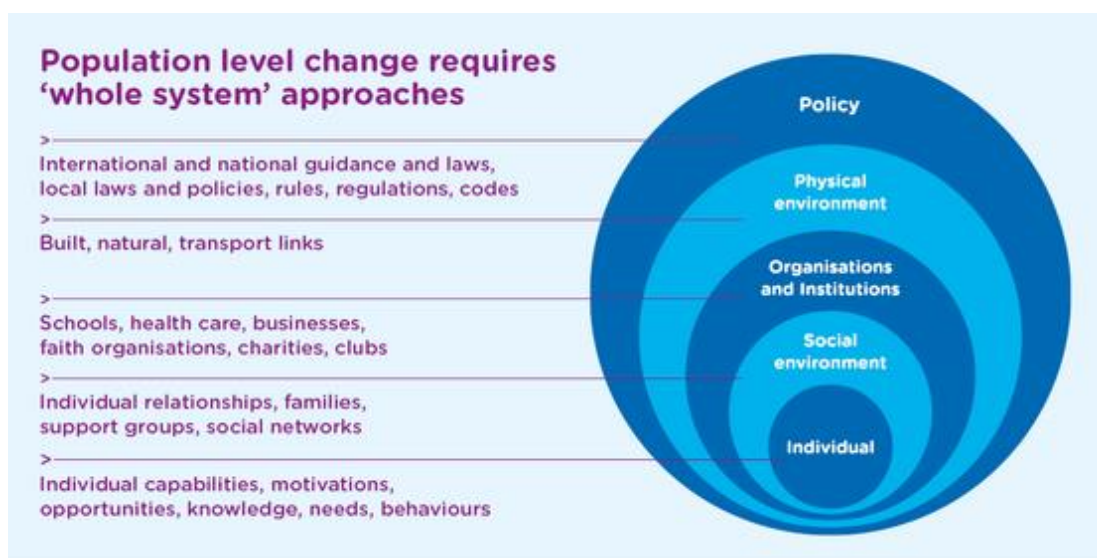 Population level change requires
‘whole system’ approaches
>
International and national guidance and laws,
local laws and policies, rules, regulations, codes
>
Built, natural, transport links
>
Schools, health care, businesses,
faith organisations, charities, clubs
>
Individual relationships, families,
support groups, social networks
>
Individual capabilities, motivations,
opportunities, knowledge, needs, behaviours
Policy
Physical
environment
Organisations
and Institutions
Social
environment
Individual